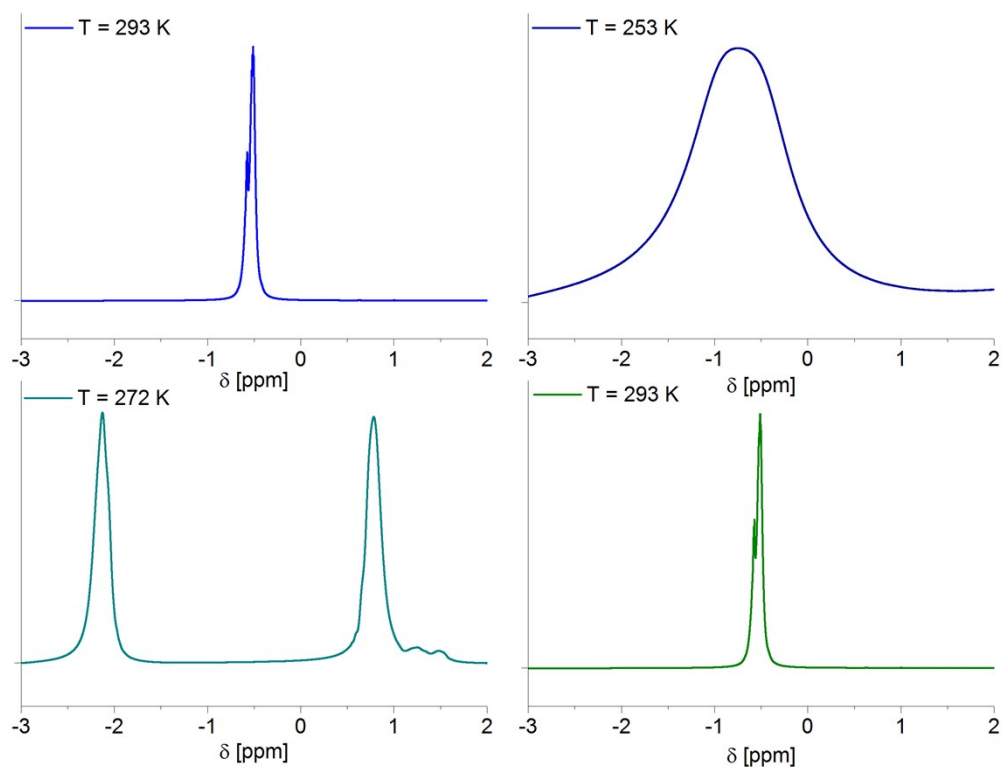 T = 293 K
-3 -2 -1 0 1 2
δ [ppm]
T = 253 K
-3 -2 -1 0 1 2
δ [ppm]
T = 272 K
-3 -2 -1 0 1 2
δ [ppm]
T = 293 K
-3 -2 -1 0 1 2
δ [ppm]